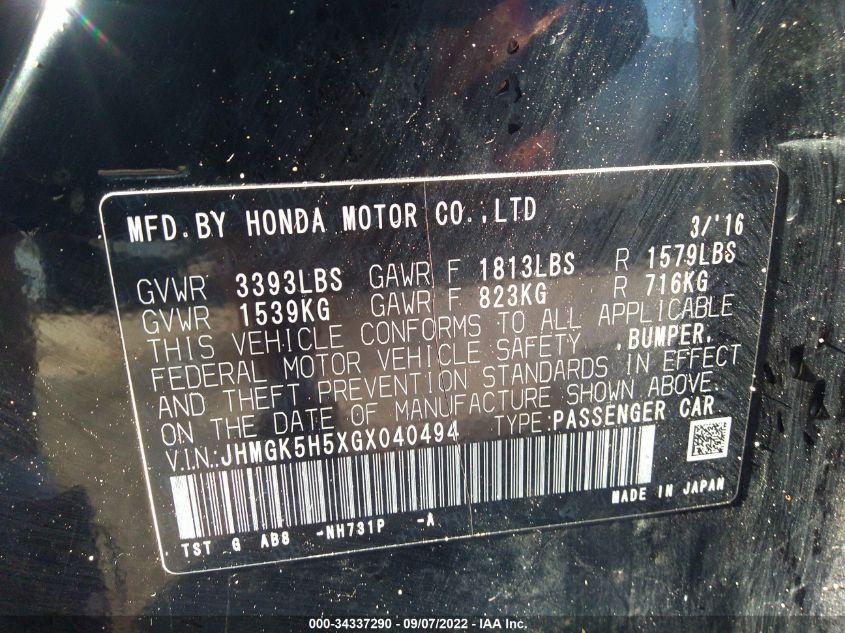 MFD.BY HONDA MOTOR CO.,LTD 3/'16
GVWR 3393LBS GAWR F 1813LBS R 1579LBS
GVWR 1539KG GAWR F 823KG R 716KG
THIS VEHICLE CONFORMS TO ALL APPLICABLE
FEDERAL MOTOR VEHICLE SAFETY ,BUMPER,
AND THEFT PREVENTION STANDARDS IN EFFECT
ON THE DATE OF MANUFACTURE SHOWN ABOVE.
V.I.N.:JHMGK5H5XGX040494 TYPE:PASSENGER CAR
TST G AB8 -NH731P -A MADE IN JAPAN
000-34337290 - 09/07/2022 - IAA Inc.